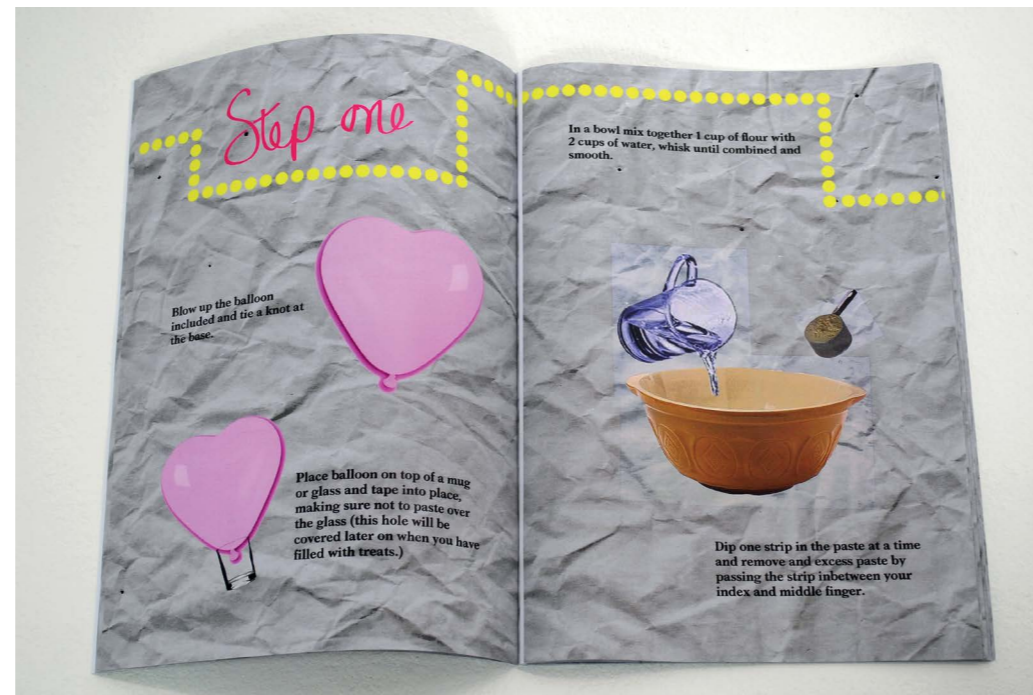 Step one
Blow up the balloon
included and tie a knot at
the base.
Place balloon on top of a mug
or glass and tape into place,
making sure not to paste over
the glass (this hole will be
covered later on when you have
filled with treats.)
In a bowl mix together 1 cup of flour with
2 cups of water, whisk until combined and
smooth.
Dip one strip in the paste at a time
and remove and excess paste by
passing the strip inbetween your
index and middle finger.